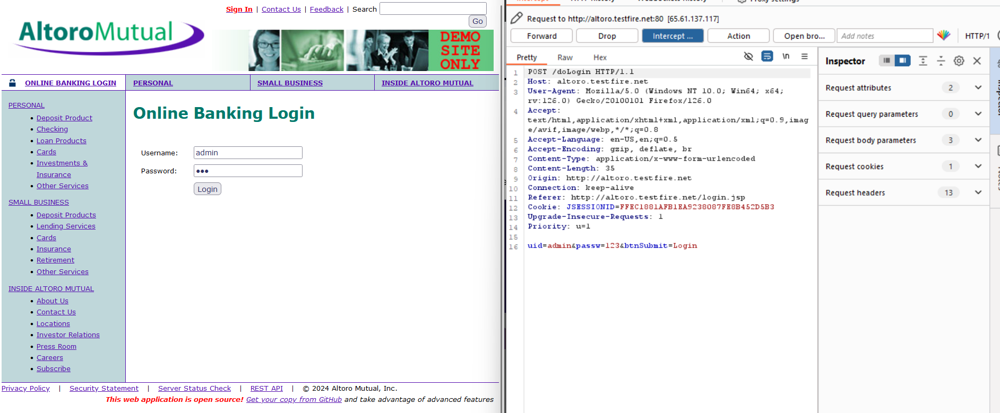 Sign In | Contact Us | Feedback | Search
Go
AltoroMutual
DEMO
SITE
ONLY
ONLINE BANKING LOGIN
PERSONAL
SMALL BUSINESS
INSIDE ALTORO MUTUAL
PERSONAL
• Deposit Product
• Checking
• Loan Products
• Cards
• Investments &
Insurance
• Other Services
SMALL BUSINESS
• Deposit Products
• Lending Services
• Cards
• Insurance
• Retirement
• Other Services
INSIDE ALTORO MUTUAL
• About Us
• Contact Us
• Locations
• Investor Relations
• Press Room
• Careers
• Subscribe
Online Banking Login
Username: admin
Password: •••
Login
Privacy Policy | Security Statement | Server Status Check | REST API | © 2024 Altoro Mutual, Inc.
This web application is open source! Get your copy from GitHub and take advantage of advanced features
Proxy settings
Request to http://altoro.testfire.net:80 [65.61.137.117]
Forward
Drop
Intercept ...
Action
Open bro...
Add notes
HTTP/1
Pretty
Raw
Hex
\n
1 POST /doLogin HTTP/1.1
2 Host: altoro.testfire.net
3 User-Agent: Mozilla/5.0 (Windows NT 10.0; Win64; x64;
rv:126.0) Gecko/20100101 Firefox/126.0
4 Accept:
text/html,application/xhtml+xml,application/xml;q=0.9,imag
e/avif,image/webp,*/*;q=0.8
5 Accept-Language: en-US,en;q=0.5
6 Accept-Encoding: gzip, deflate, br
7 Content-Type: application/x-www-form-urlencoded
8 Content-Length: 35
9 Origin: http://altoro.testfire.net
10 Connection: keep-alive
11 Referer: http://altoro.testfire.net/login.jsp
12 Cookie: JSESSIONID=FFEC1881AFB1EA9238087FE8B452D5B3
13 Upgrade-Insecure-Requests: 1
14 Priority: u=1
15
16 uid=admin&passw=123&btnSubmit=Login
Inspector
Request attributes 2
Request query parameters 0
Request body parameters 3
Request cookies 1
Request headers 13